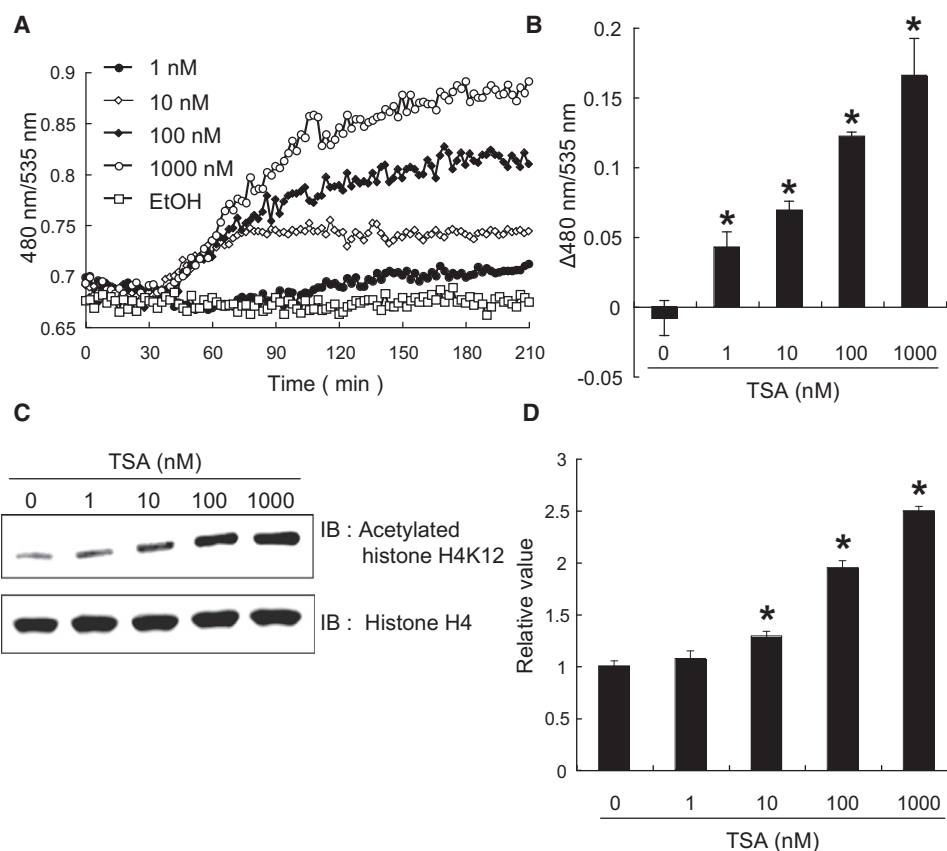 A
480 nm/535 nm
0.9
0.85
0.8
0.75
0.7
0.65
1 nM
10 nM
100 nM
1000 nM
EtOH
0 30 60 90 120 150 180 210
Time ( min )
B
Δ480 nm/535 nm
0.2
0.15
0.1
0.05
0
-0.05
* * * *
0 1 10 100 1000
TSA (nM)
C
TSA (nM)
0 1 10 100 1000
IB : Acetylated
histone H4K12
IB : Histone H4
D
Relative value
3
2.5
2
1.5
1
0.5
0
* * *
0 1 10 100 1000
TSA (nM)